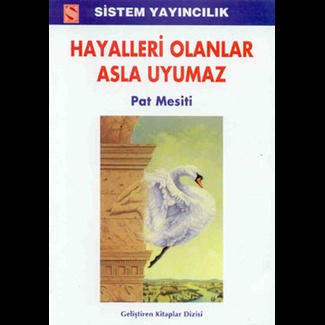 S SİSTEM YAYINCILIK
HAYALLERİ OLANLAR
ASLA UYUMAZ
Pat Mesiti
Geliştiren Kitaplar Dizisi